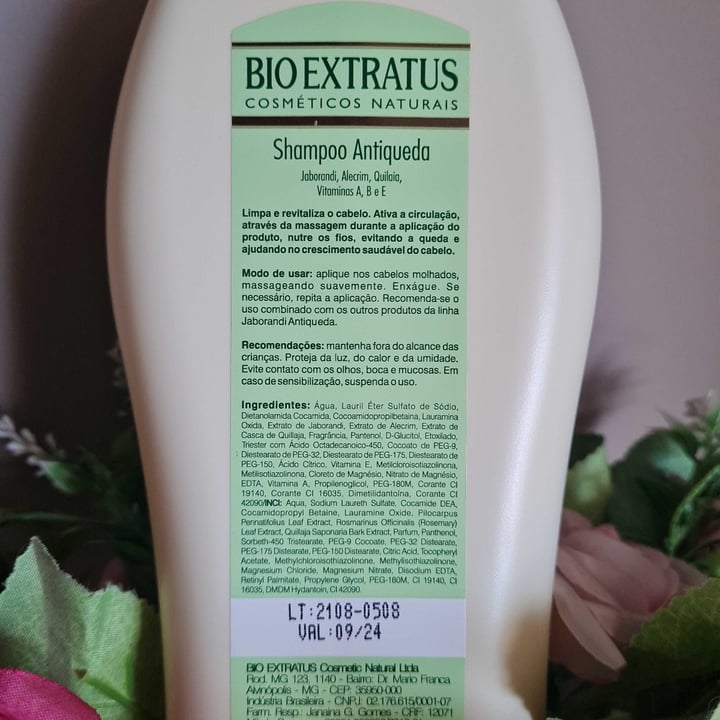 BIO EXTRATUS
COSMÉTICOS NATURAIS
Shampoo Antiqueda
Jaborandi, Alecrim, Quilaia,
Vitaminas A, B e E
Limpa e revitaliza o cabelo. Ativa a circulação,
através da massagem durante a aplicação do
produto, nutre os fios, evitando a queda e
ajudando no crescimento saudável do cabelo.
Modo de usar: aplique nos cabelos molhados,
massageando suavemente. Enxágue. Se
necessário, repita a aplicação. Recomenda-se o
uso combinado com os outros produtos da linha
Jaborandi Antiqueda.
Recomendações: mantenha fora do alcance das
crianças. Proteja da luz, do calor e da umidade.
Evite contato com os olhos, boca e mucosas. Em
caso de sensibilização, suspenda o uso.
Ingredientes: Água, Lauril Éter Sulfato de Sódio,
Dietanolamida Cocamida, Cocoamidopropilbetaina, Lauramina
Oxida, Extrato de Jaborandi, Extrato de Alecrim, Extrato de
Casca de Quillaja, Fragrância, Pantenol, D-Glucitol, Etoxilado,
Triester com Ácido Octadecanoico-450, Cocoato de PEG-9,
Diestearato de PEG-32, Diestearato de PEG-175, Diestearato de
PEG-150, Ácido Cítrico, Vitamina E, Metilcloroisotiazolinona,
Metilisotiazolinona, Cloreto de Magnésio, Nitrato de Magnésio,
EDTA, Vitamina A, Propilenoglicol, PEG-180M, Corante CI
19140, Corante CI 16035, Dimetilidantoína, Corante CI
42090/INCI: Aqua, Sodium Laureth Sulfate, Cocamide DEA,
Cocamidopropyl Betaine, Lauramine Oxide, Pilocarpus
Pennatifolius Leaf Extract, Rosmarinus Officinalis (Rosemary)
Leaf Extract, Quillaja Saponaria Bark Extract, Parfum, Panthenol,
Sorbeth-450 Tristearate, PEG-9 Cocoate, PEG-32 Distearate,
PEG-175 Distearate, PEG-150 Distearate, Citric Acid, Tocopheryl
Acetate, Methylchloroisothiazolinone, Methylisothiazolinone,
Magnesium Chloride, Magnesium Nitrate, Disodium EDTA,
Retinyl Palmitate, Propylene Glycol, PEG-180M, CI 19140, CI
16035, DMDM Hydantoin, CI 42090.
LT:2108-0508
VAL:09/24
BIO EXTRATUS Cosmetic Natural Ltda
Rod. MG 123, 1140 - Bairro: Dr. Mario Franca
Alvinópolis - MG - CEP: 35950-000
Indústria Brasileira - CNPJ: 02.176.615/0001-07
Farm. Resp.: Janaina G. Gomes - CRF: 12071